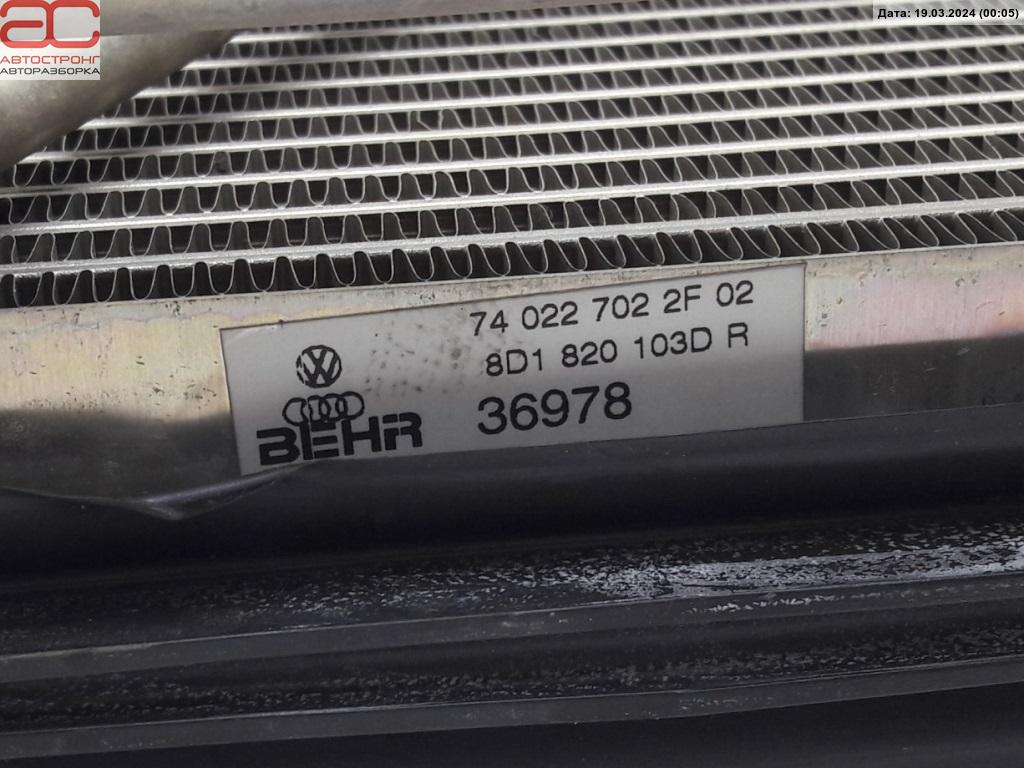 АС
АВТОСТРОНГ
АВТОРАЗБОРКА
Дата: 19.03.2024 (00:05)
74 022 702 2F 02
8D1 820 103D R
36978
BEHR